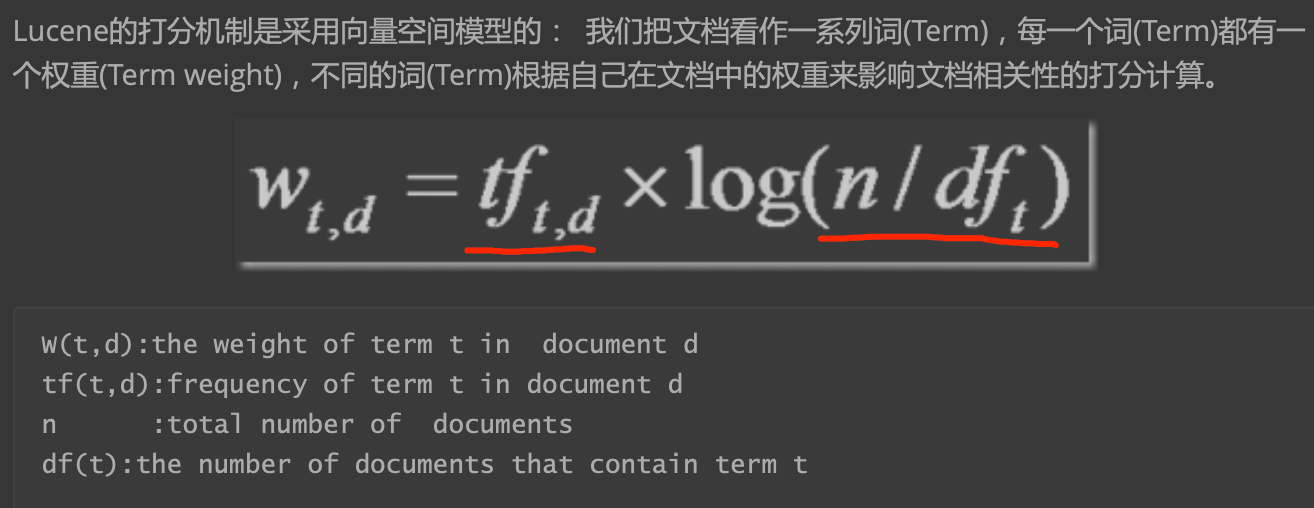 Lucene的打分机制是采用向量空间模型的： 我们把文档看作一系列词(Term)，每一个词(Term)都有一
个权重(Term weight)，不同的词(Term)根据自己在文档中的权重来影响文档相关性的打分计算。
w_{t,d} = tf_{t,d} × log(n / df_t)
W(t,d):the weight of term t in  document d
tf(t,d):frequency of term t in document d
n      :total number of  documents
df(t):the number of documents that contain term t